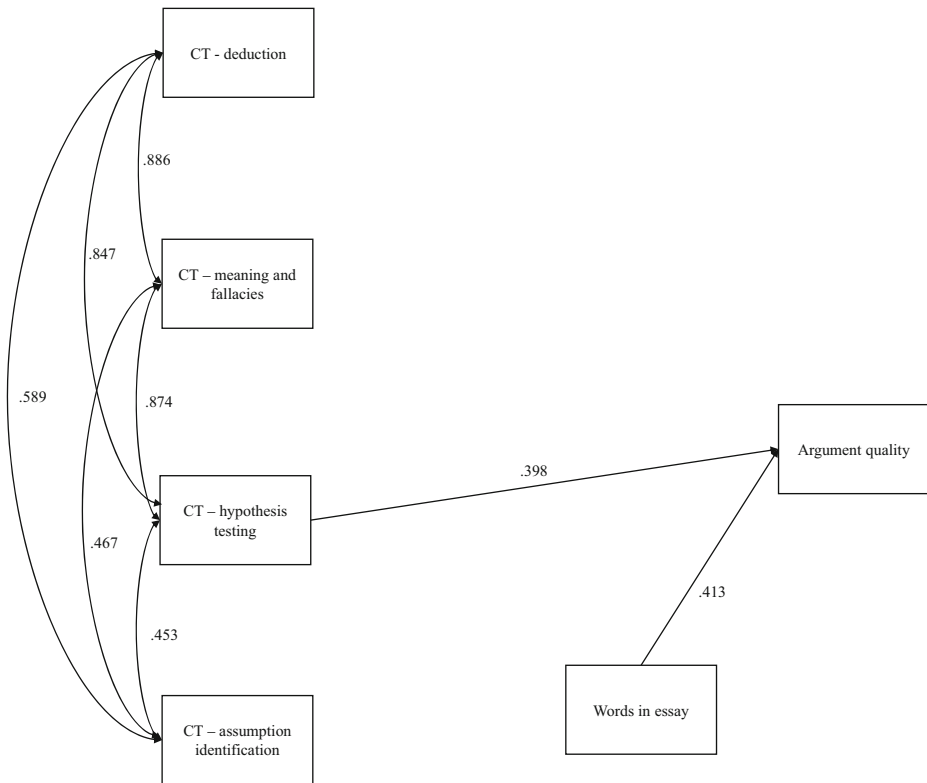 CT - deduction
.886
.847
CT – meaning and
fallacies
.589
.874
Argument quality
.398
CT – hypothesis
testing
.467
.413
.453
Words in essay
CT – assumption
identification